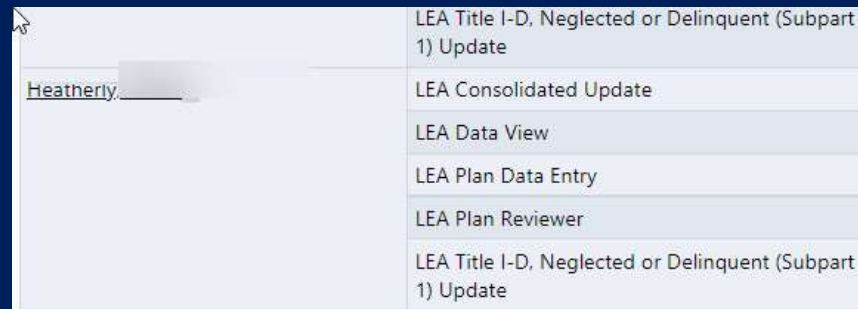 LEA Title I-D, Neglected or Delinquent (Subpart
1) Update
Heatherly,
LEA Consolidated Update
LEA Data View
LEA Plan Data Entry
LEA Plan Reviewer
LEA Title I-D, Neglected or Delinquent (Subpart
1) Update